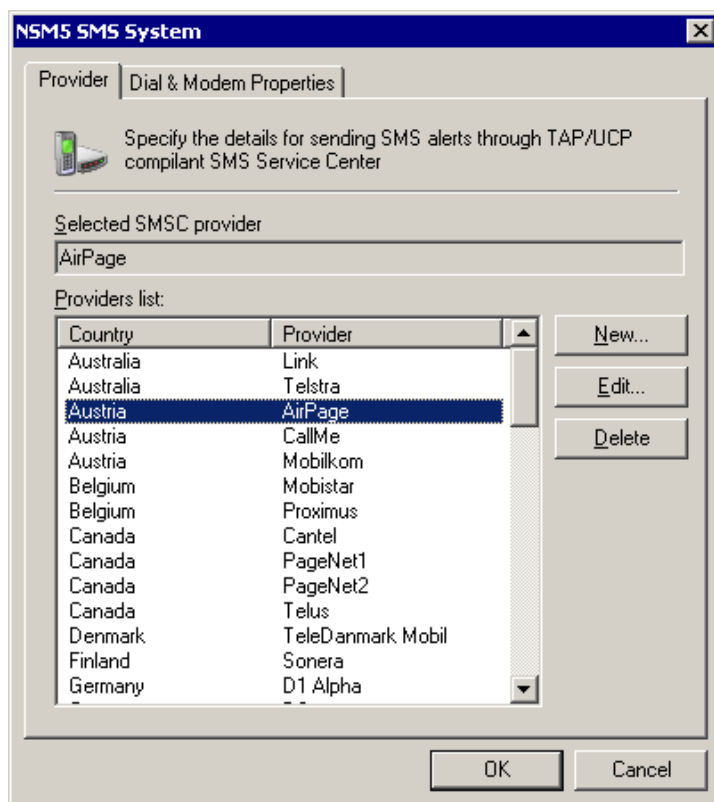 NSM5 SMS System
Provider
Dial & Modem Properties
Specify the details for sending SMS alerts through TAP/UCP
compilant SMS Service Center
Selected SMSC provider
AirPage
Providers list:
Country Provider
Australia Link
Australia Telstra
Austria AirPage
Austria CallMe
Austria Mobilkom
Belgium Mobistar
Belgium Proximus
Canada Cantel
Canada PageNet1
Canada PageNet2
Canada Telus
Denmark TeleDanmark Mobil
Finland Sonera
Germany D1 Alpha
New...
Edit...
Delete
OK
Cancel